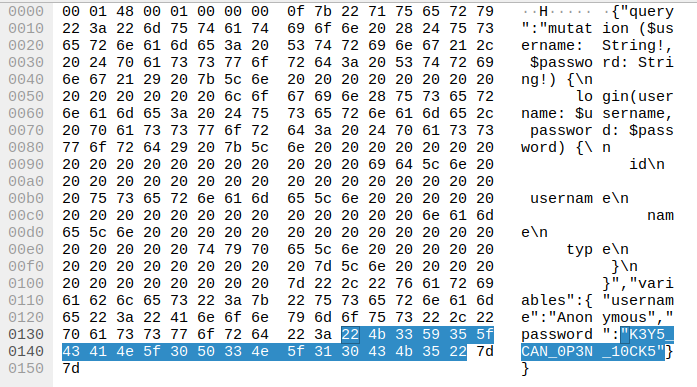 0000 00 01 48 00 01 00 00 00 0f 7b 22 71 75 65 72 79 ··H····· ·{"query
0010 22 3a 22 6d 75 74 61 74 69 6f 6e 20 28 24 75 73 ":"mutat ion ($us
0020 65 72 6e 61 6d 65 3a 20 53 74 72 69 6e 67 21 2c ername: String!,
0030 20 24 70 61 73 73 77 6f 72 64 3a 20 53 74 72 69 $passwo rd: Stri
0040 6e 67 21 29 20 7b 5c 6e 20 20 20 20 20 20 20 20 ng!) {\n
0050 20 20 20 20 20 20 6c 6f 67 69 6e 28 75 73 65 72 lo gin(user
0060 6e 61 6d 65 3a 20 24 75 73 65 72 6e 61 6d 65 2c name: $u sername,
0070 20 70 61 73 73 77 6f 72 64 3a 20 24 70 61 73 73 passwor d: $pass
0080 77 6f 72 64 29 20 7b 5c 6e 20 20 20 20 20 20 20 word) {\ n
0090 20 20 20 20 20 20 20 20 20 20 20 69 64 5c 6e 20 id\n
00a0 20 20 20 20 20 20 20 20 20 20 20 20 20 20 20 20
00b0 20 75 73 65 72 6e 61 6d 65 5c 6e 20 20 20 20 20 usernam e\n
00c0 20 20 20 20 20 20 20 20 20 20 20 20 20 6e 61 6d nam
00d0 65 5c 6e 20 20 20 20 20 20 20 20 20 20 20 20 20 e\n
00e0 20 20 20 20 20 74 79 70 65 5c 6e 20 20 20 20 20 typ e\n
00f0 20 20 20 20 20 20 20 20 20 7d 5c 6e 20 20 20 20 }\n
0100 20 20 20 20 20 20 20 20 7d 22 2c 22 76 61 72 69 }","vari
0110 61 62 6c 65 73 22 3a 7b 22 75 73 65 72 6e 61 6d ables":{ "usernam
0120 65 22 3a 22 41 6e 6f 6e 79 6d 6f 75 73 22 2c 22 e":"Anon ymous","
0130 70 61 73 73 77 6f 72 64 22 3a 22 4b 33 59 35 5f password ":"K3Y5_
0140 43 41 4e 5f 30 50 33 4e 5f 31 30 43 4b 35 22 7d CAN_0P3N _10CK5"}
0150 7d }